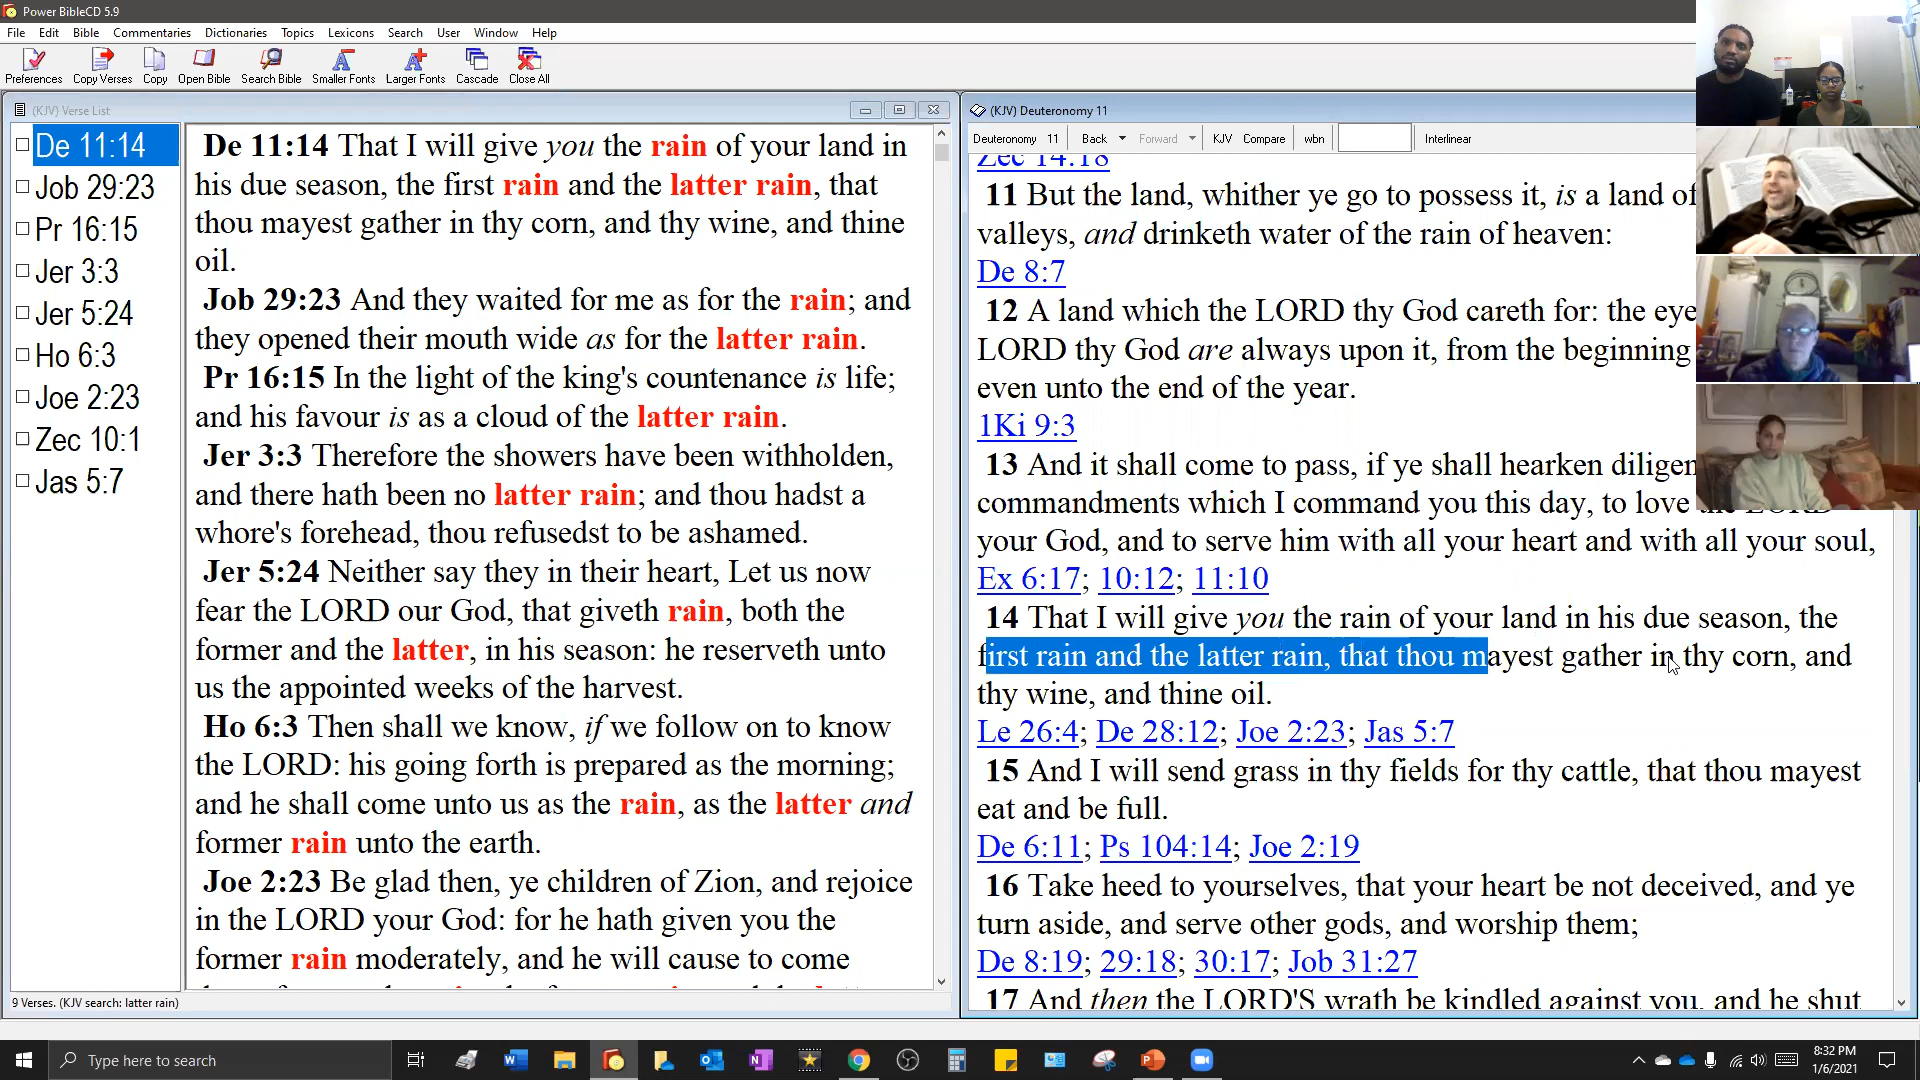 Power BibleCD 5.9
File Edit Bible Commentaries Dictionaries Topics Lexicons Search User Window Help
Preferences Copy Verses Copy Open Bible Search Bible Smaller Fonts Larger Fonts Cascade Close All
(KJV) Verse List
De 11:14
Job 29:23
Pr 16:15
Jer 3:3
Jer 5:24
Ho 6:3
Joe 2:23
Zec 10:1
Jas 5:7
De 11:14 That I will give you the rain of your land in
his due season, the first rain and the latter rain, that
thou mayest gather in thy corn, and thy wine, and thine
oil.
Job 29:23 And they waited for me as for the rain; and
they opened their mouth wide as for the latter rain.
Pr 16:15 In the light of the king's countenance is life;
and his favour is as a cloud of the latter rain.
Jer 3:3 Therefore the showers have been withholden,
and there hath been no latter rain; and thou hadst a
whore's forehead, thou refusedst to be ashamed.
Jer 5:24 Neither say they in their heart, Let us now
fear the LORD our God, that giveth rain, both the
former and the latter, in his season: he reserveth unto
us the appointed weeks of the harvest.
Ho 6:3 Then shall we know, if we follow on to know
the LORD: his going forth is prepared as the morning;
and he shall come unto us as the rain, as the latter and
former rain unto the earth.
Joe 2:23 Be glad then, ye children of Zion, and rejoice
in the LORD your God: for he hath given you the
former rain moderately, and he will cause to come
9 Verses. (KJV search: latter rain)
(KJV) Deuteronomy 11
Deuteronomy 11 Back Forward KJV Compare wbn Interlinear
Zec 14:18
11 But the land, whither ye go to possess it, is a land of
valleys, and drinketh water of the rain of heaven:
De 8:7
12 A land which the LORD thy God careth for: the eye
LORD thy God are always upon it, from the beginning
even unto the end of the year.
1Ki 9:3
13 And it shall come to pass, if ye shall hearken diligen
commandments which I command you this day, to love the LORD
your God, and to serve him with all your heart and with all your soul,
Ex 6:17; 10:12; 11:10
14 That I will give you the rain of your land in his due season, the
first rain and the latter rain, that thou mayest gather in thy corn, and
thy wine, and thine oil.
Le 26:4; De 28:12; Joe 2:23; Jas 5:7
15 And I will send grass in thy fields for thy cattle, that thou mayest
eat and be full.
De 6:11; Ps 104:14; Joe 2:19
16 Take heed to yourselves, that your heart be not deceived, and ye
turn aside, and serve other gods, and worship them;
De 8:19; 29:18; 30:17; Job 31:27
17 And then the LORD'S wrath be kindled against you, and he shut
Type here to search
8:32 PM
1/6/2021